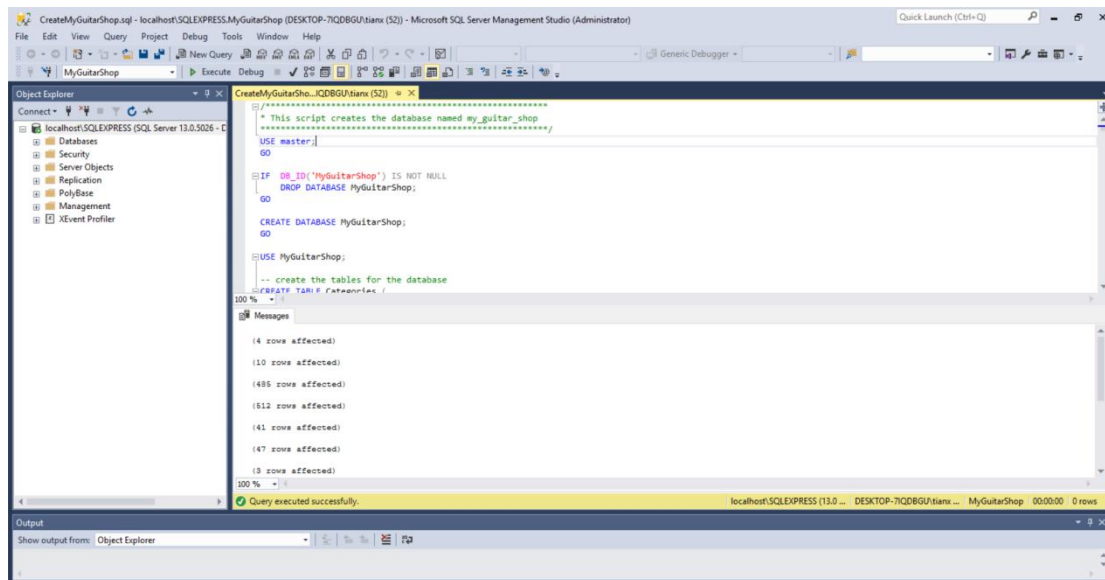 CreateMyGuitarShop.sql - localhost\SQLEXPRESS.MyGuitarShop (DESKTOP-7IQDBGU\tianx (52)) - Microsoft SQL Server Management Studio (Administrator)
Quick Launch (Ctrl+Q)
File Edit View Query Project Debug Tools Window Help
New Query
Generic Debugger
MyGuitarShop
Execute Debug
Object Explorer
CreateMyGuitarSho...IQDBGU\tianx (52))
Connect
localhost\SQLEXPRESS (SQL Server 13.0.5026 - D
Databases
Security
Server Objects
Replication
PolyBase
Management
XEvent Profiler
/********************************************************
* This script creates the database named my_guitar_shop
*********************************************************/
USE master;
GO
IF DB_ID('MyGuitarShop') IS NOT NULL
DROP DATABASE MyGuitarShop;
GO
CREATE DATABASE MyGuitarShop;
GO
USE MyGuitarShop;
-- create the tables for the database
CREATE TABLE Categories (
100 %
Messages
(4 rows affected)
(10 rows affected)
(485 rows affected)
(512 rows affected)
(41 rows affected)
(47 rows affected)
(3 rows affected)
100 %
Query executed successfully.
localhost\SQLEXPRESS (13.0 ... DESKTOP-7IQDBGU\tianx ... MyGuitarShop 00:00:00 0 rows
Output
Show output from: Object Explorer